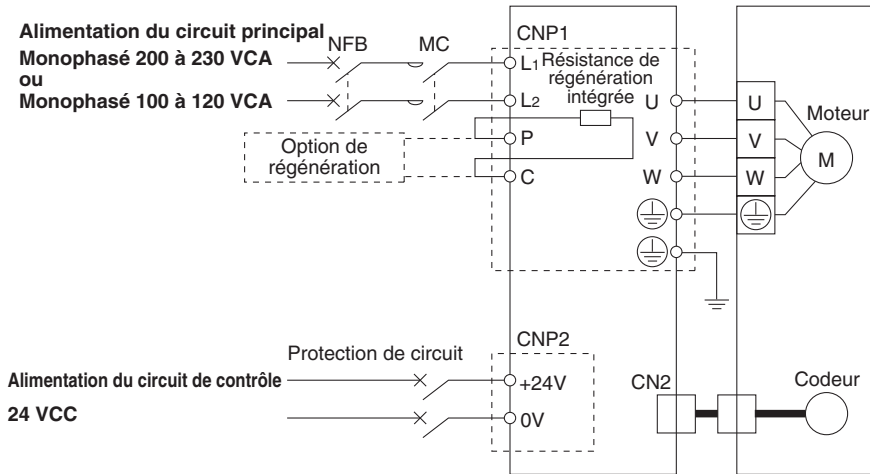 Alimentation du circuit principal
Monophasé 200 à 230 VCA
ou
Monophasé 100 à 120 VCA
NFB
MC
CNP1
L1
Résistance de
régénération
intégrée
L2
P
C
Option de
régénération
U
V
W
U
V
W
Moteur
M
CNP2
Protection de circuit
Alimentation du circuit de contrôle
24 VCC
+24V
0V
CN2
Codeur